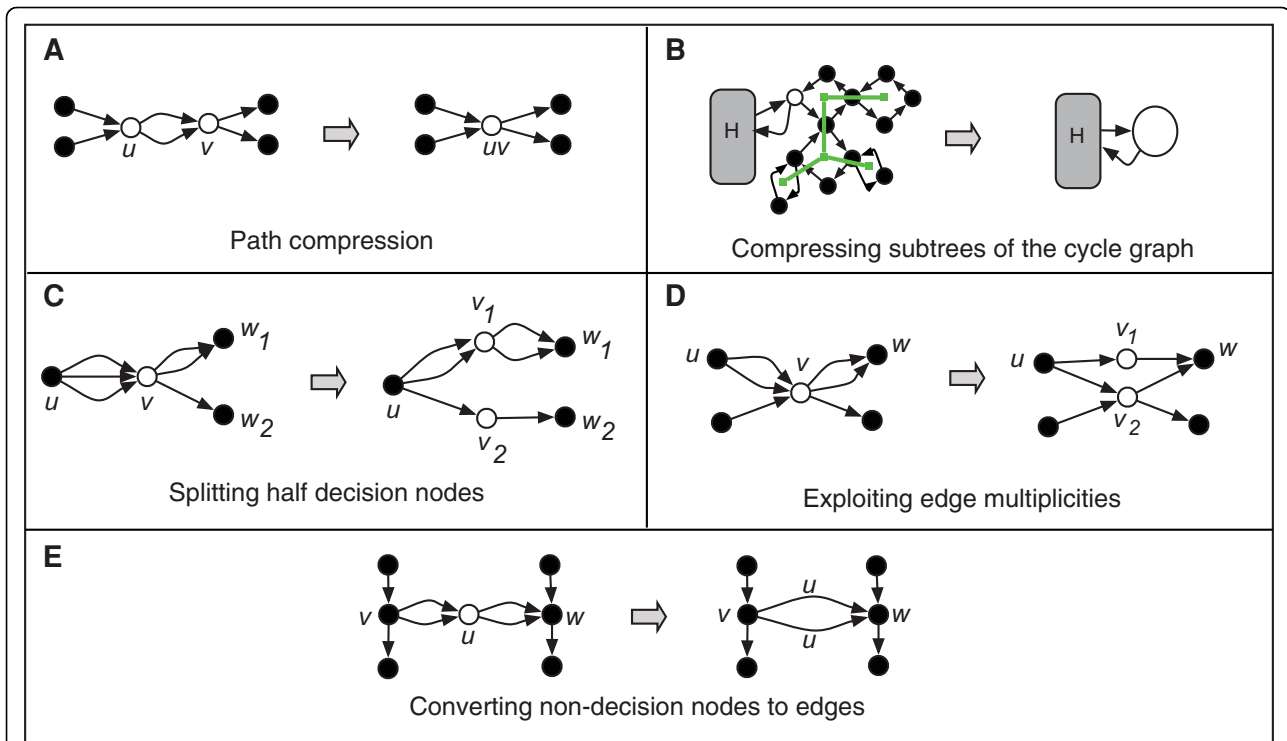 A
u
v
uv
Path compression
B
H
H
Compressing subtrees of the cycle graph
C
u
v
w1
w2
u
v1
v2
w1
w2
Splitting half decision nodes
D
u
v
w
u
v1
v2
w
Exploiting edge multiplicities
E
v
u
w
v
u
u
w
Converting non-decision nodes to edges